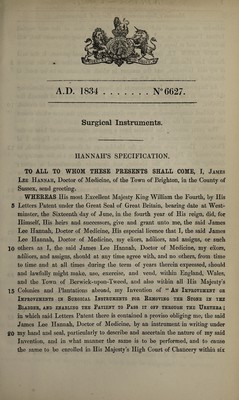 A.D. 1834 . . . . . . . N° 6627.
Surgical Instruments.
HANNAH'S SPECIFICATION.
TO ALL TO WHOM THESE PRESENTS SHALL COME, I, JAMES
LEE HANNAH, Doctor of Medicine, of the Town of Brighton, in the County of
Sussex, send greeting.
WHEREAS His most Excellent Majesty King William the Fourth, by His
5 Letters Patent under the Great Seal of Great Britain, bearing date at West-
minster, the Sixteenth day of June, in the fourth year of His reign, did, for
Himself, His heirs and successors, give and grant unto me, the said James
Lee Hannah, Doctor of Medicine, His especial licence that I, the said James
Lee Hannah, Doctor of Medicine, my exors, adñiors, and assigns, or such
10 others as I, the said James Lee Hannah, Doctor of Medicine, my exors,
adñiors, and assigns, should at any time agree with, and no others, from time
to time and at all times during the term of years therein expressed, should
and lawfully might make, use, exercise, and vend, within England, Wales,
and the Town of Berwick-upon-Tweed, and also within all His Majesty's
15 Colonies and Plantations abroad, my Invention of " AN IMPROVEMENT OR
IMPROVEMENTS IN SURGICAL INSTRUMENTS FOR REMOVING THE STONE IN THE
BLADDER, AND ENABLING THE PATIENT TO PASS IT OFF THROUGH THE URETHRA;
in which said Letters Patent there is contained a proviso obliging me, the said
James Lee Hannah, Doctor of Medicine, by an instrument in writing under
20 my hand and seal, particularly to describe and ascertain the nature of my said
Invention, and in what manner the same is to be performed, and to cause
the same to be enrolled in His Majesty's High Court of Chancery within six